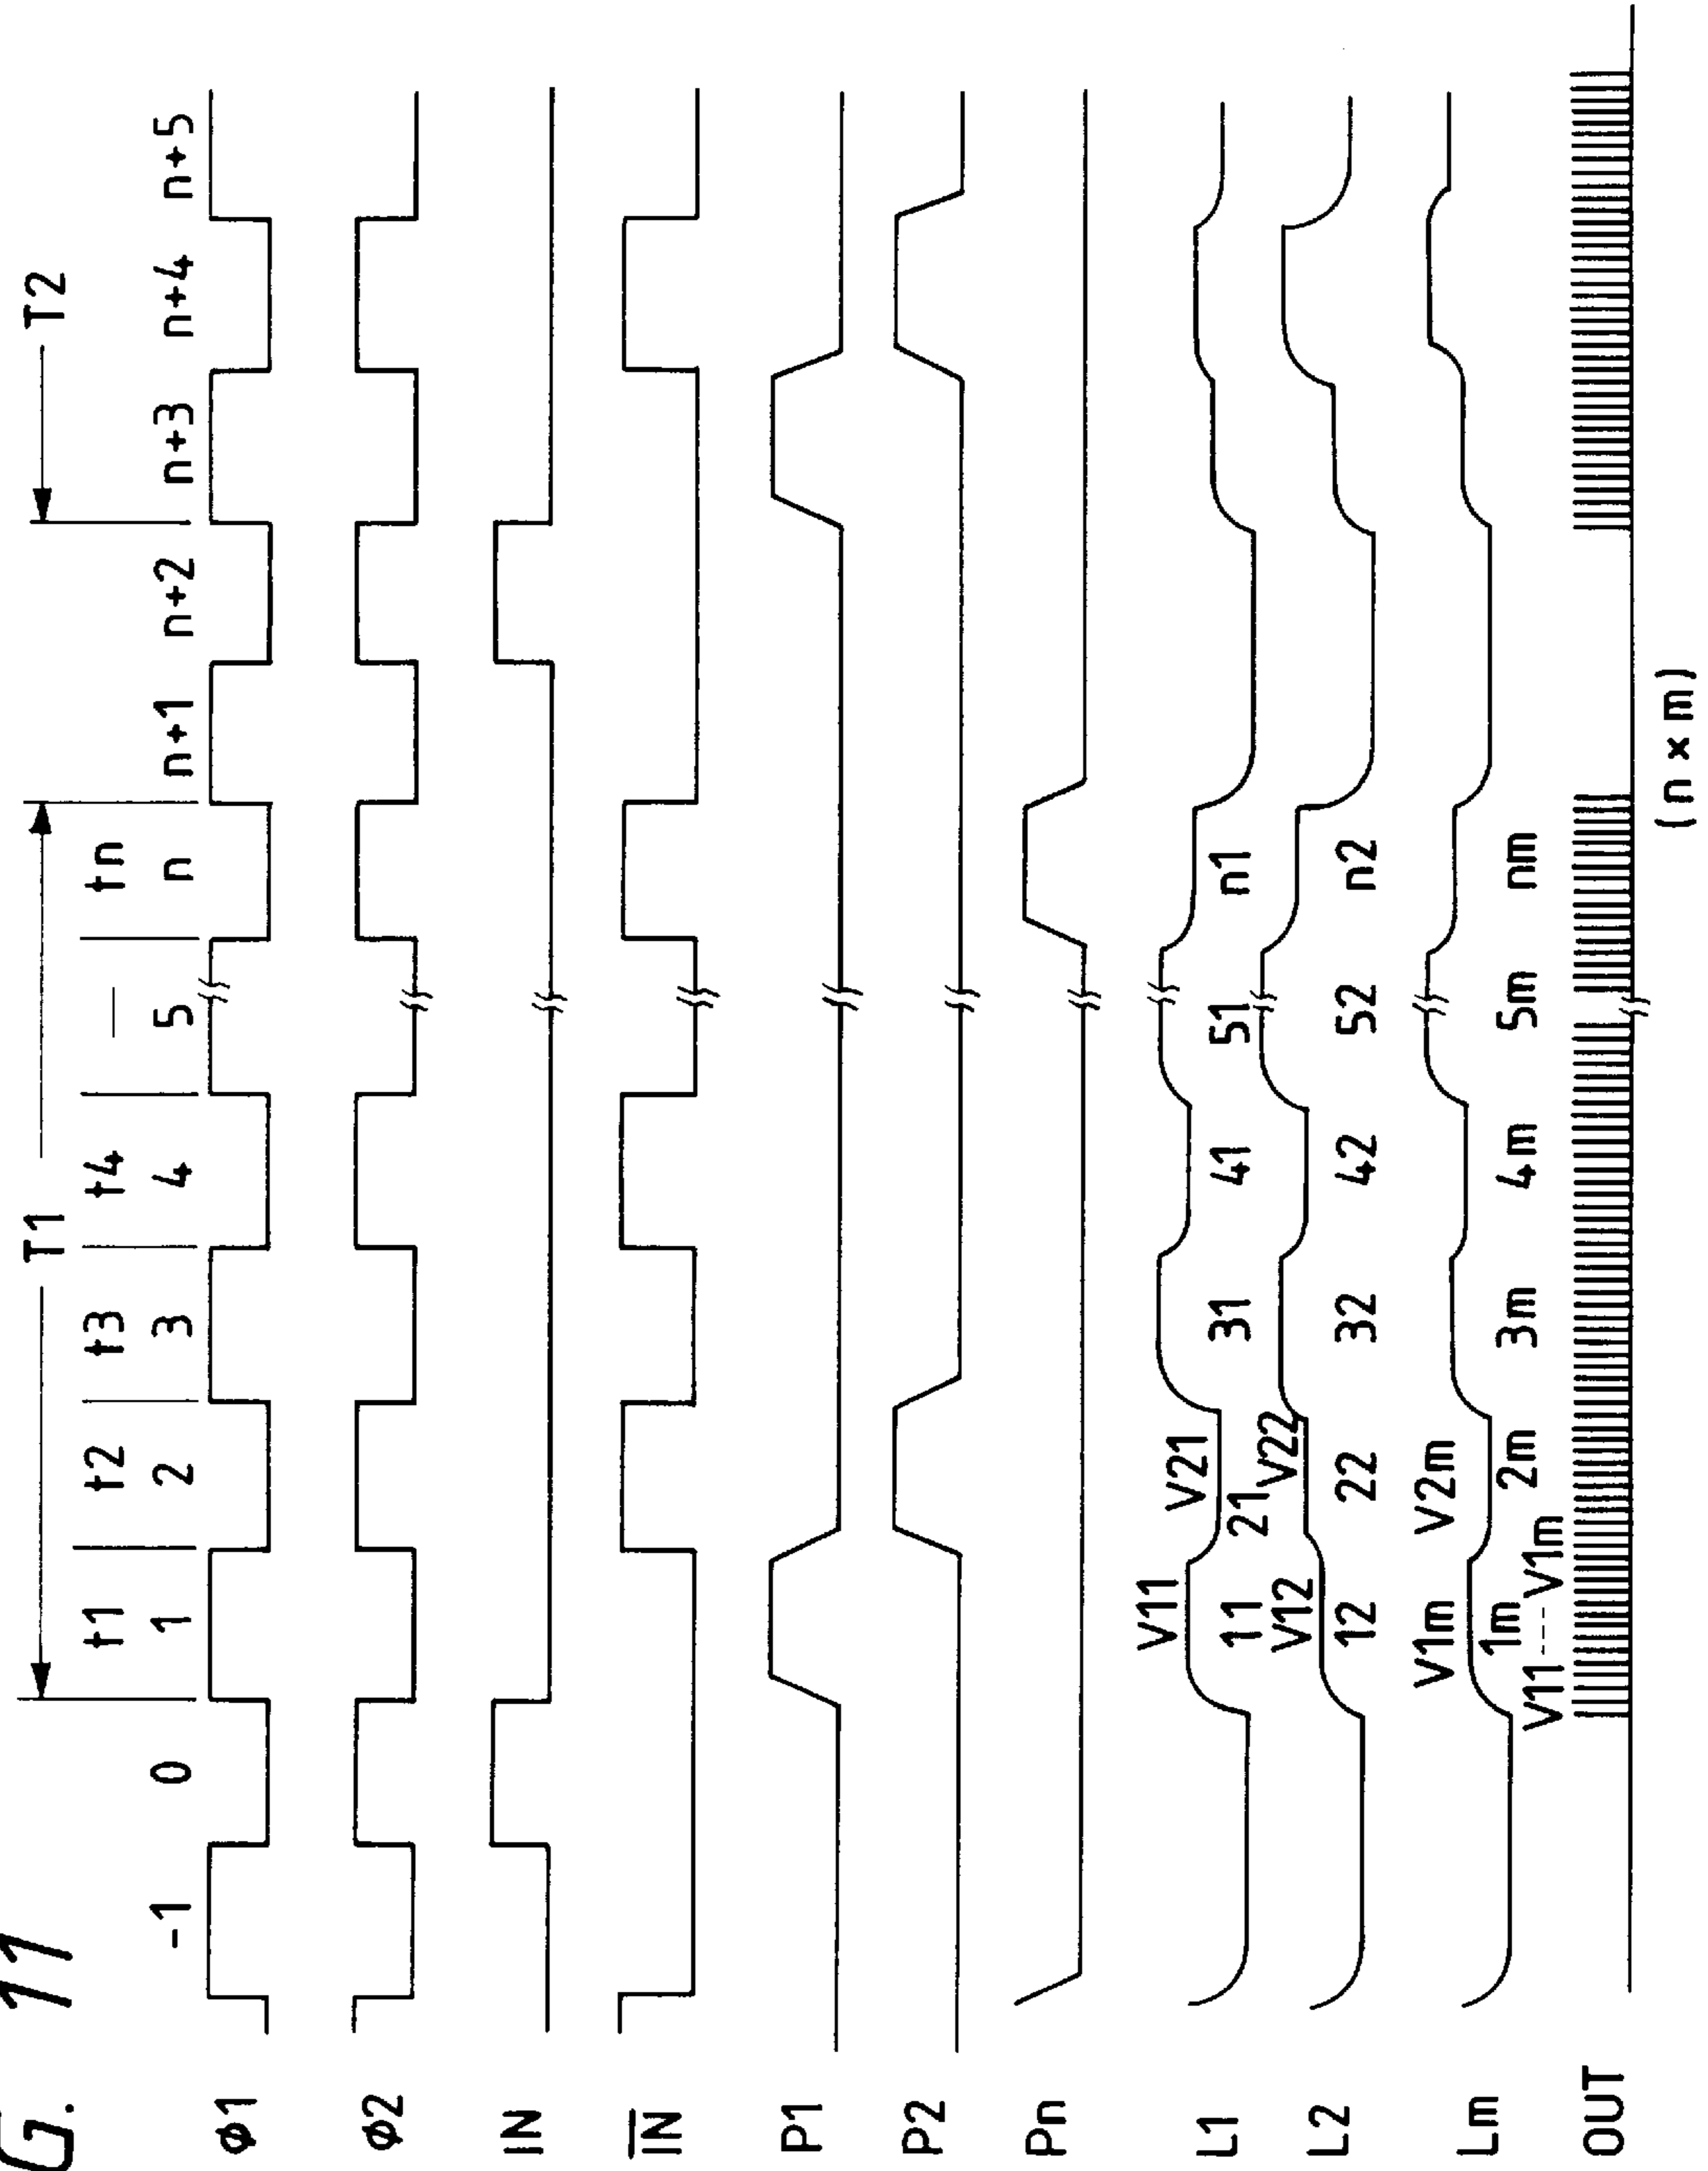 G. 11
T1 T2
t1 t2 t3 t4 — tn
-1 0 1 2 3 4 5 n n+1 n+2 n+3 n+4 n+5
Φ1
Φ2
IN
I̅N̅
P1
P2
Pn
V11 V21
L1 11 21 31 41 51 n1
V12 V22
L2 12 22 32 42 52 n2
V1m V2m
Lm 1m 2m 3m 4m 5m nm
V11----V1m
OUT
(n x m)